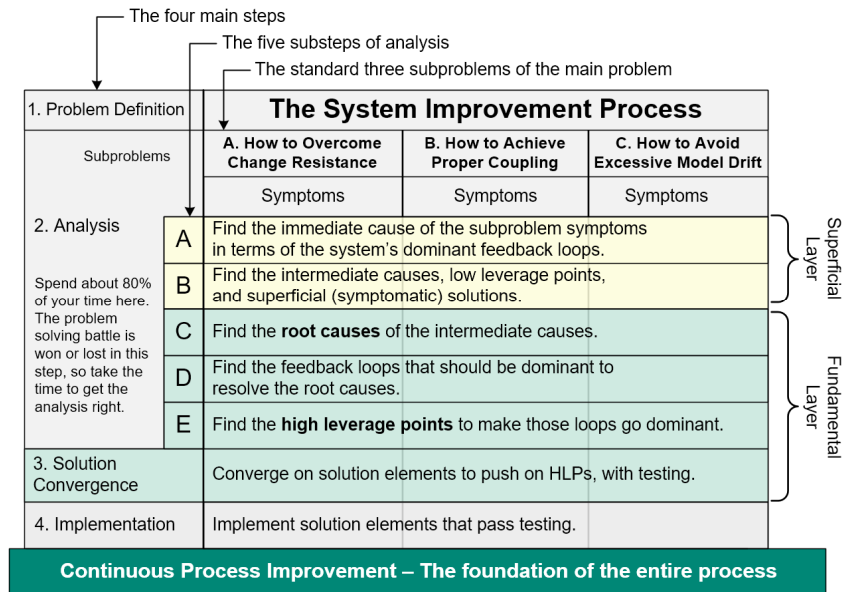 The four main steps
The five substeps of analysis
The standard three subproblems of the main problem
1. Problem Definition
The System Improvement Process
Subproblems
A. How to Overcome
Change Resistance
B. How to Achieve
Proper Coupling
C. How to Avoid
Excessive Model Drift
Symptoms
Symptoms
Symptoms
2. Analysis
Spend about 80%
of your time here.
The problem
solving battle is
won or lost in this
step, so take the
time to get the
analysis right.
A
Find the immediate cause of the subproblem symptoms
in terms of the system's dominant feedback loops.
B
Find the intermediate causes, low leverage points,
and superficial (symptomatic) solutions.
C
Find the root causes of the intermediate causes.
D
Find the feedback loops that should be dominant to
resolve the root causes.
E
Find the high leverage points to make those loops go dominant.
Superficial
Layer
Fundamental
Layer
3. Solution
Convergence
Converge on solution elements to push on HLPs, with testing.
4. Implementation
Implement solution elements that pass testing.
Continuous Process Improvement – The foundation of the entire process